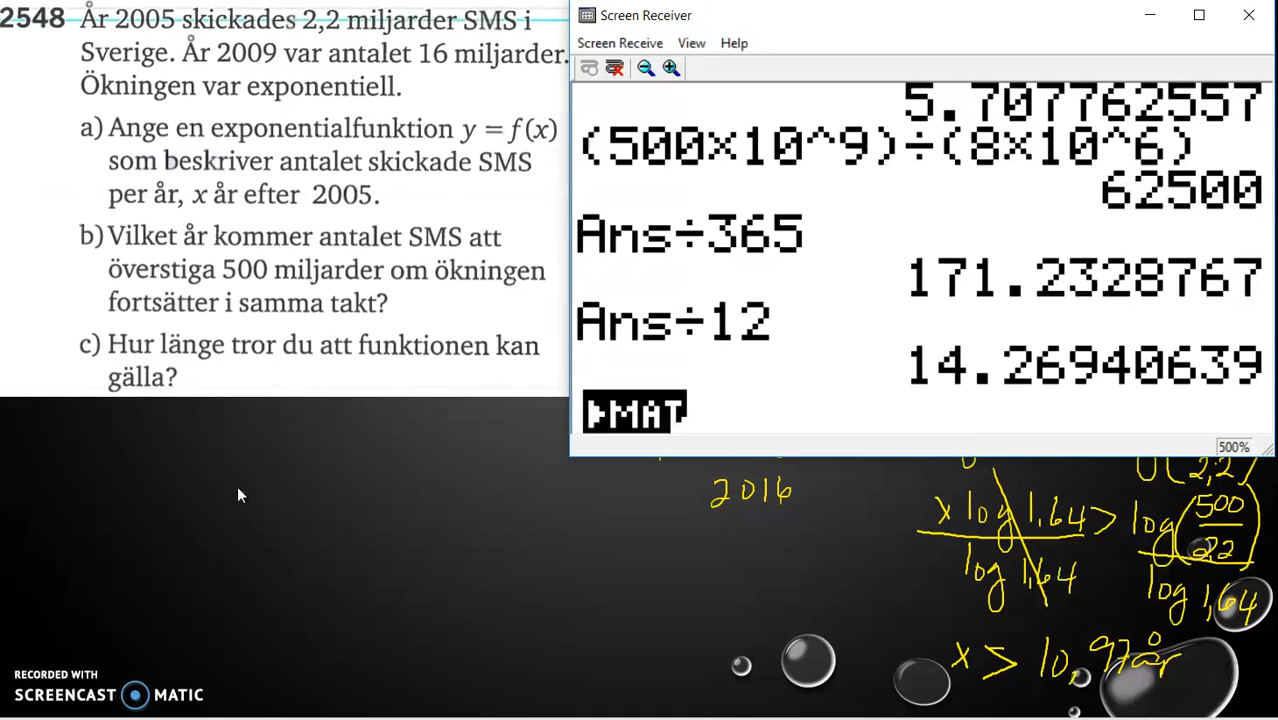 2548 År 2005 skickades 2,2 miljarder SMS i
Sverige. År 2009 var antalet 16 miljarder.
Ökningen var exponentiell.
a) Ange en exponentialfunktion y = f(x)
som beskriver antalet skickade SMS
per år, x år efter 2005.
b) Vilket år kommer antalet SMS att
överstiga 500 miljarder om ökningen
fortsätter i samma takt?
c) Hur länge tror du att funktionen kan
gälla?
Screen Receiver
Screen Receive View Help
5.707762557
(500×10^9)÷(8×10^6)
62500
Ans÷365
171.2328767
Ans÷12
14.26940639
▶MAT
500%
2016
x log 1,64 > log (500/2,2)
log 1,64 log 1,64
x > 10,97 år
RECORDED WITH
SCREENCAST MATIC